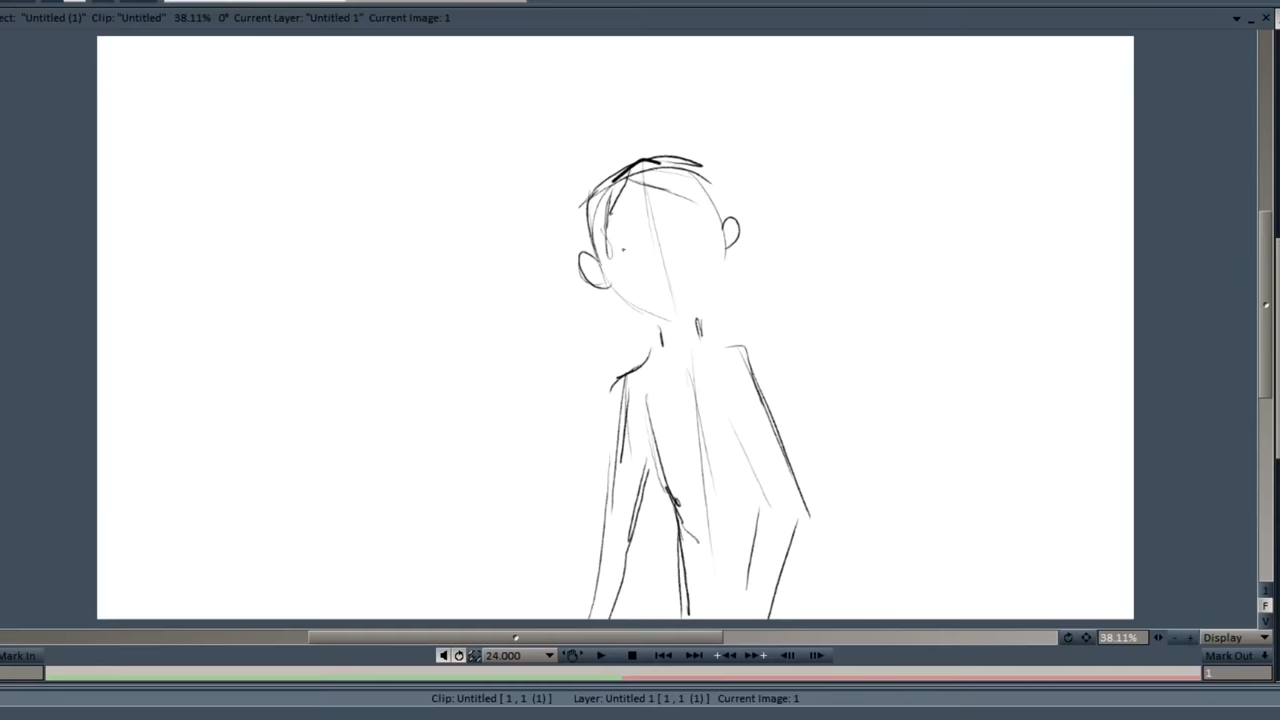 ect: "Untitled (1)" Clip: "Untitled" 38.11% 0° Current Layer: "Untitled 1" Current Image: 1
1
F
V
38.11%
Display
Mark In
24.000
Mark Out
1
Clip: Untitled [ 1 , 1 (1) ] Layer: Untitled 1 [ 1 , 1 (1) ] Current Image: 1